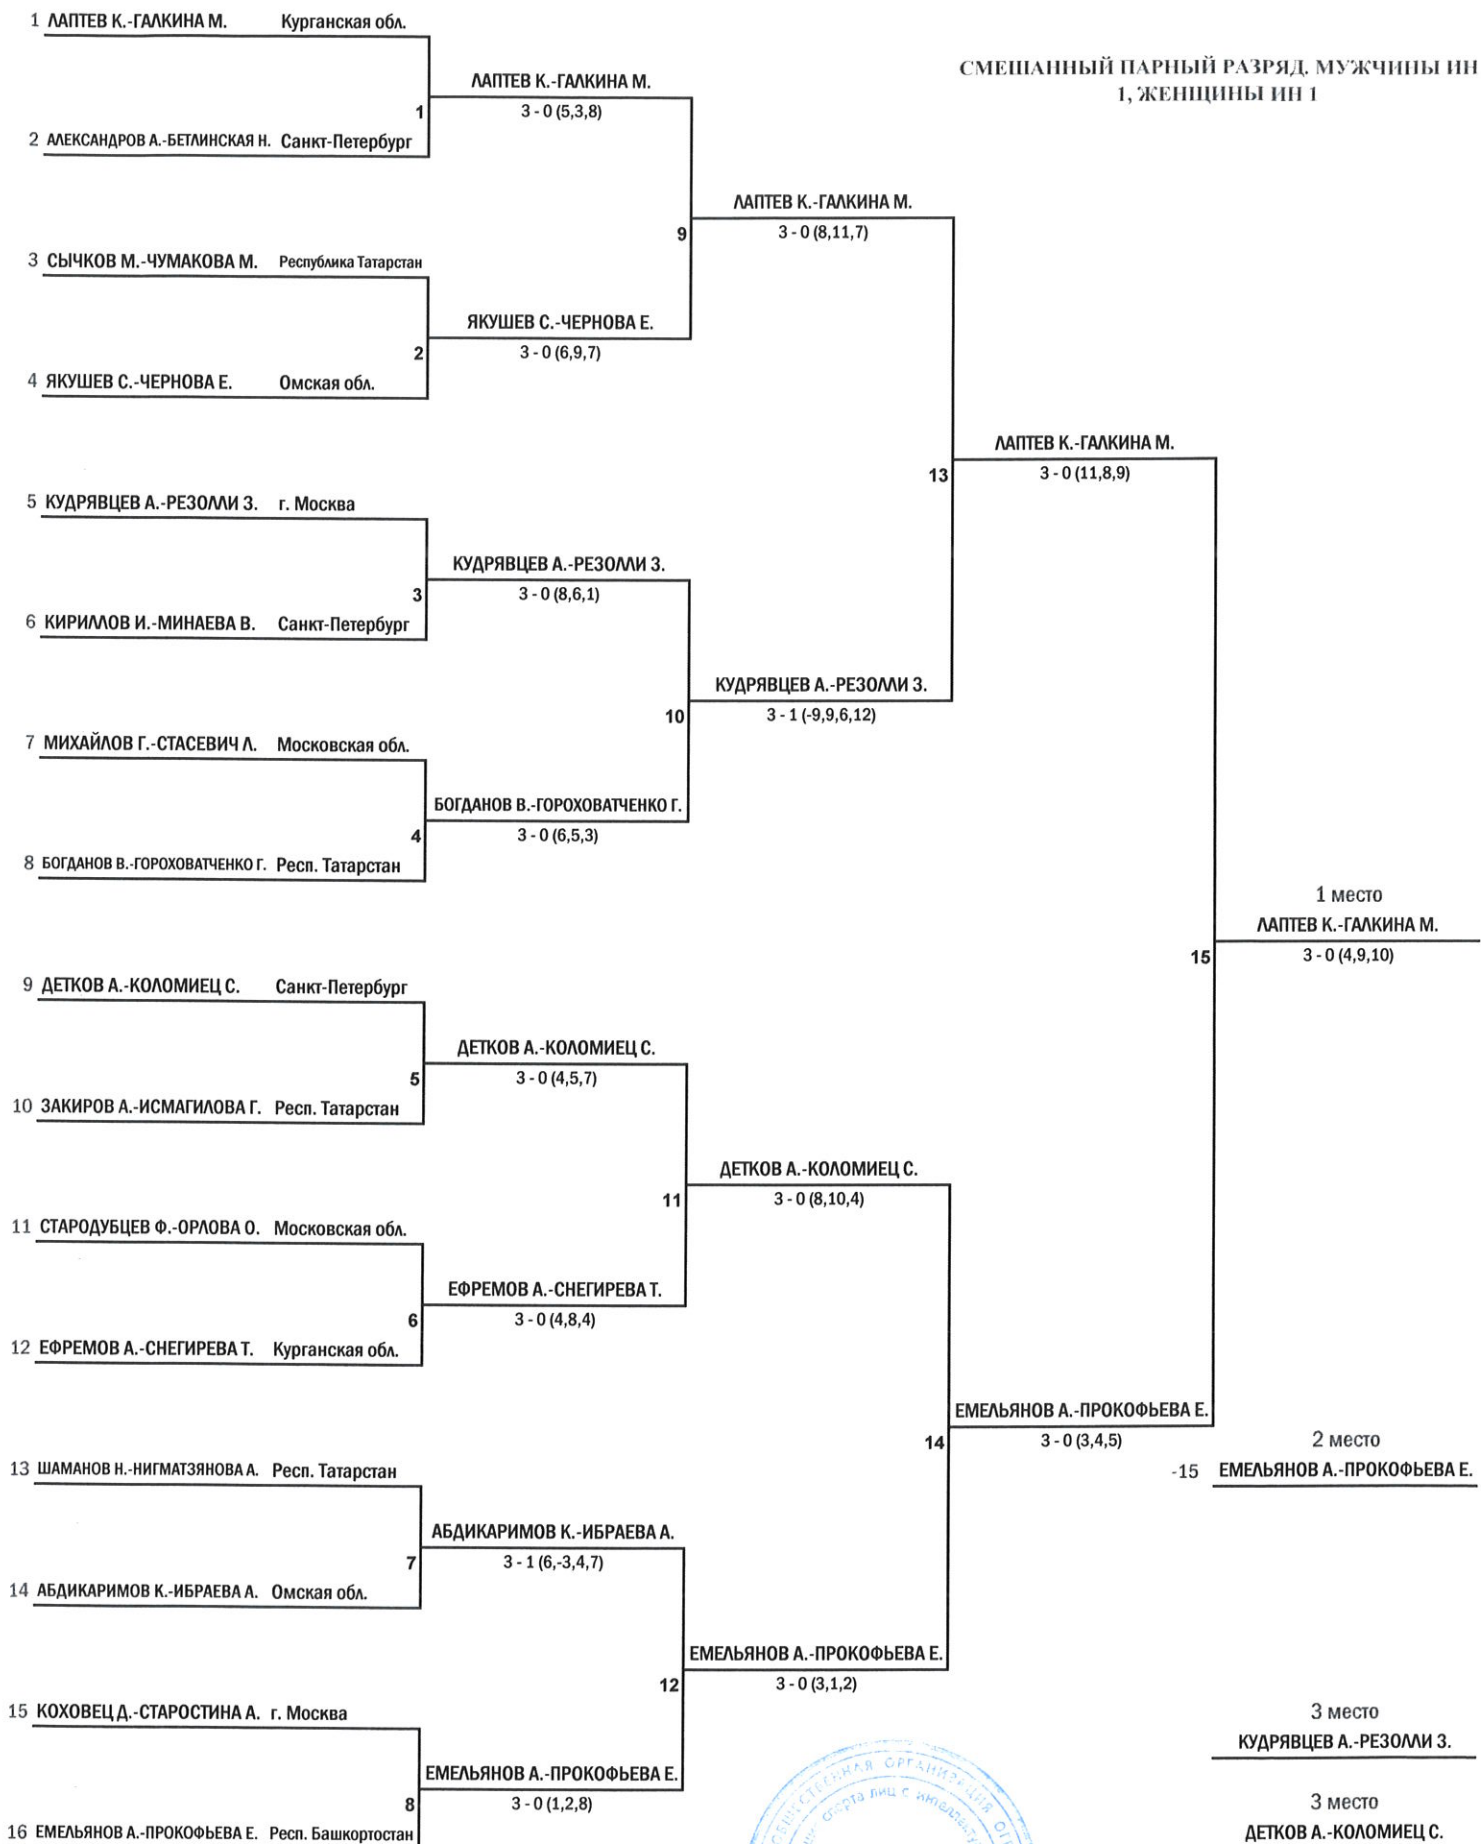 1 ЛАПТЕВ К.-ГАЛКИНА М. Курганская обл.
СМЕШАННЫЙ ПАРНЫЙ РАЗРЯД. МУЖЧИНЫ ИН
1, ЖЕНЩИНЫ ИН 1
ЛАПТЕВ К.-ГАЛКИНА М.
1 3 - 0 (5,3,8)
2 АЛЕКСАНДРОВ А.-БЕТЛИНСКАЯ Н. Санкт-Петербург
ЛАПТЕВ К.-ГАЛКИНА М.
9 3 - 0 (8,11,7)
3 СЫЧКОВ М.-ЧУМАКОВА М. Республика Татарстан
ЯКУШЕВ С.-ЧЕРНОВА Е.
2 3 - 0 (6,9,7)
4 ЯКУШЕВ С.-ЧЕРНОВА Е. Омская обл.
ЛАПТЕВ К.-ГАЛКИНА М.
13 3 - 0 (11,8,9)
5 КУДРЯВЦЕВ А.-РЕЗОЛЛИ З. г. Москва
КУДРЯВЦЕВ А.-РЕЗОЛЛИ З.
3 3 - 0 (8,6,1)
6 КИРИЛЛОВ И.-МИНАЕВА В. Санкт-Петербург
КУДРЯВЦЕВ А.-РЕЗОЛЛИ З.
10 3 - 1 (-9,9,6,12)
7 МИХАЙЛОВ Г.-СТАСЕВИЧ Л. Московская обл.
БОГДАНОВ В.-ГОРОХОВАТЧЕНКО Г.
4 3 - 0 (6,5,3)
8 БОГДАНОВ В.-ГОРОХОВАТЧЕНКО Г. Респ. Татарстан
1 место
ЛАПТЕВ К.-ГАЛКИНА М.
15 3 - 0 (4,9,10)
9 ДЕТКОВ А.-КОЛОМИЕЦ С. Санкт-Петербург
ДЕТКОВ А.-КОЛОМИЕЦ С.
5 3 - 0 (4,5,7)
10 ЗАКИРОВ А.-ИСМАГИЛОВА Г. Респ. Татарстан
ДЕТКОВ А.-КОЛОМИЕЦ С.
11 3 - 0 (8,10,4)
11 СТАРОДУБЦЕВ Ф.-ОРЛОВА О. Московская обл.
ЕФРЕМОВ А.-СНЕГИРЕВА Т.
6 3 - 0 (4,8,4)
12 ЕФРЕМОВ А.-СНЕГИРЕВА Т. Курганская обл.
ЕМЕЛЬЯНОВ А.-ПРОКОФЬЕВА Е.
14 3 - 0 (3,4,5)
2 место
-15 ЕМЕЛЬЯНОВ А.-ПРОКОФЬЕВА Е.
13 ШАМАНОВ Н.-НИГМАТЗЯНОВА А. Респ. Татарстан
АБДИКАРИМОВ К.-ИБРАЕВА А.
7 3 - 1 (6,-3,4,7)
14 АБДИКАРИМОВ К.-ИБРАЕВА А. Омская обл.
ЕМЕЛЬЯНОВ А.-ПРОКОФЬЕВА Е.
12 3 - 0 (3,1,2)
15 КОХОВЕЦ Д.-СТАРОСТИНА А. г. Москва
3 место
КУДРЯВЦЕВ А.-РЕЗОЛЛИ З.
ЕМЕЛЬЯНОВ А.-ПРОКОФЬЕВА Е.
8 3 - 0 (1,2,8)
3 место
16 ЕМЕЛЬЯНОВ А.-ПРОКОФЬЕВА Е. Респ. Башкортостан
ДЕТКОВ А.-КОЛОМИЕЦ С.
ОРГАНИЗАЦИЯ
спорта лиц с